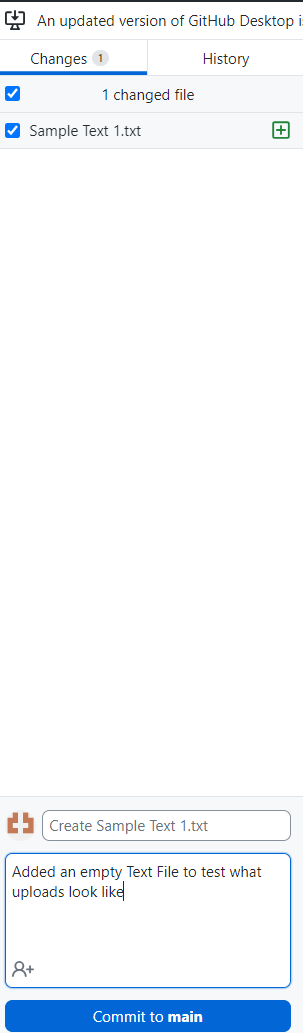 An updated version of GitHub Desktop i
Changes 1 History
1 changed file
Sample Text 1.txt
Create Sample Text 1.txt
Added an empty Text File to test what
uploads look like
Commit to main